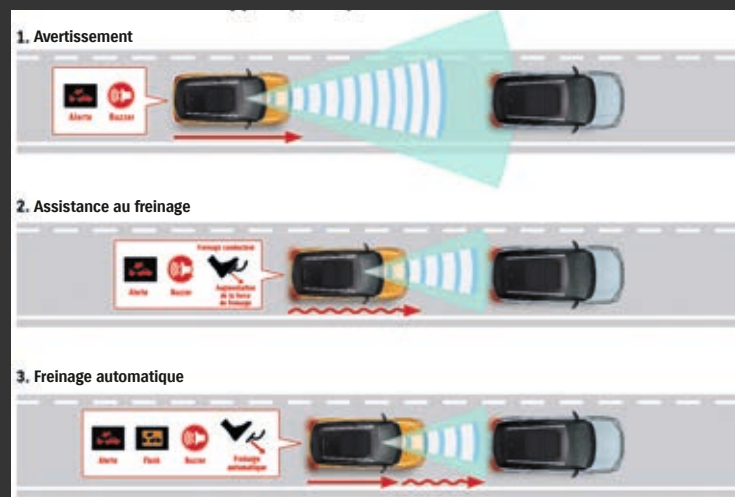 1. Avertissement
Alerte Buzzer
2. Assistance au freinage
Freinage conducteur
Alerte Buzzer
Augmentation
de la force
de freinage
3. Freinage automatique
Alerte Flash Buzzer
Freinage
automatique